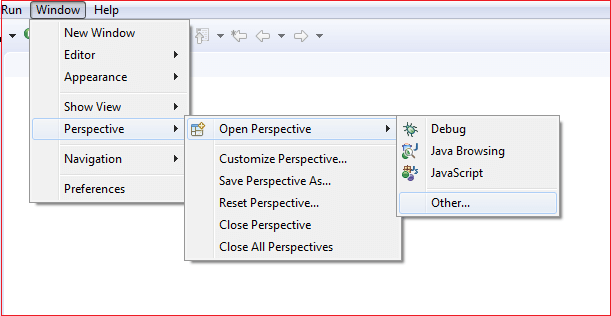 Run Window Help
New Window
Editor
Appearance
Show View
Perspective
Navigation
Preferences
Open Perspective
Customize Perspective...
Save Perspective As...
Reset Perspective...
Close Perspective
Close All Perspectives
Debug
Java Browsing
JavaScript
Other...